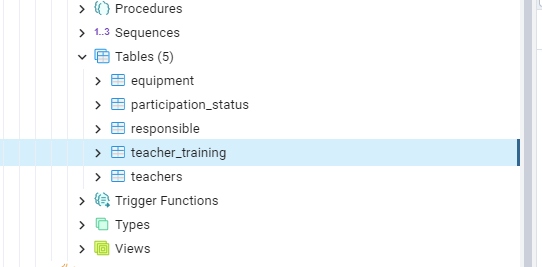 Procedures
1..3 Sequences
Tables (5)
equipment
participation_status
responsible
teacher_training
teachers
Trigger Functions
Types
Views